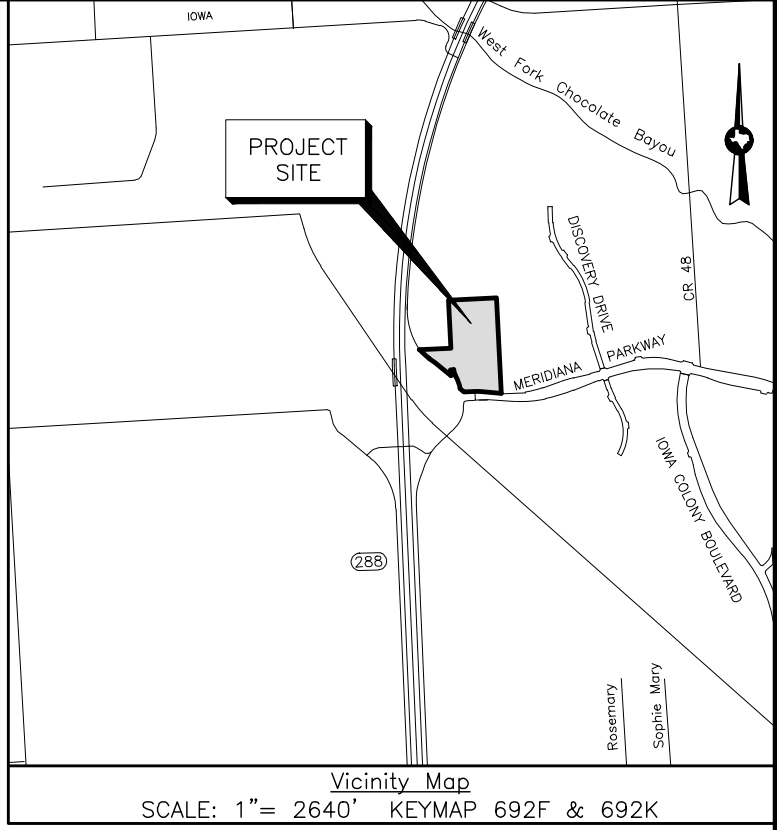 IOWA
West Fork Chocolate Bayou
PROJECT
SITE
DISCOVERY DRIVE
CR 48
MERIDIANA PARKWAY
IOWA COLONY BOULEVARD
288
Rosemary
Sophie Mary
Vicinity Map
SCALE: 1"= 2640' KEYMAP 692F & 692K